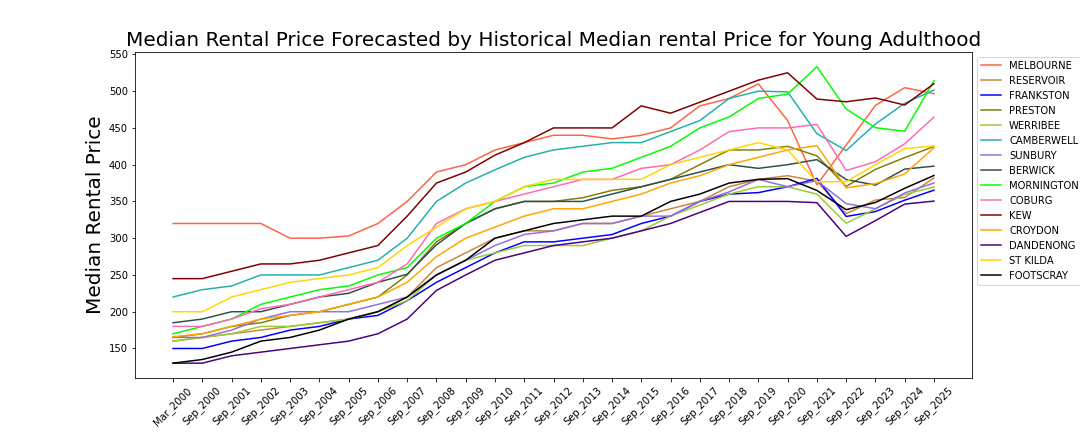 Median Rental Price Forecasted by Historical Median rental Price for Young Adulthood
Median Rental Price
550
500
450
400
350
300
250
200
150
Mar_2000
Sep_2000
Sep_2001
Sep_2002
Sep_2003
Sep_2004
Sep_2005
Sep_2006
Sep_2007
Sep_2008
Sep_2009
Sep_2010
Sep_2011
Sep_2012
Sep_2013
Sep_2014
Sep_2015
Sep_2016
Sep_2017
Sep_2018
Sep_2019
Sep_2020
Sep_2021
Sep_2022
Sep_2023
Sep_2024
Sep_2025
MELBOURNE
RESERVOIR
FRANKSTON
PRESTON
WERRIBEE
CAMBERWELL
SUNBURY
BERWICK
MORNINGTON
COBURG
KEW
CROYDON
DANDENONG
ST KILDA
FOOTSCRAY